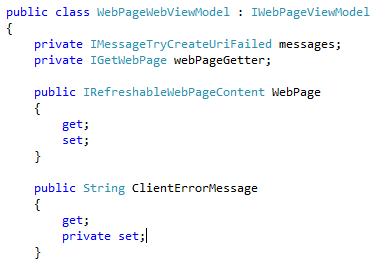 public class WebPageWebViewModel : IWebPageViewModel
{
    private IMessageTryCreateUriFailed messages;
    private IGetWebPage webPageGetter;

    public IRefreshableWebPageContent WebPage
    {
        get;
        set;
    }

    public String ClientErrorMessage
    {
        get;
        private set;
    }